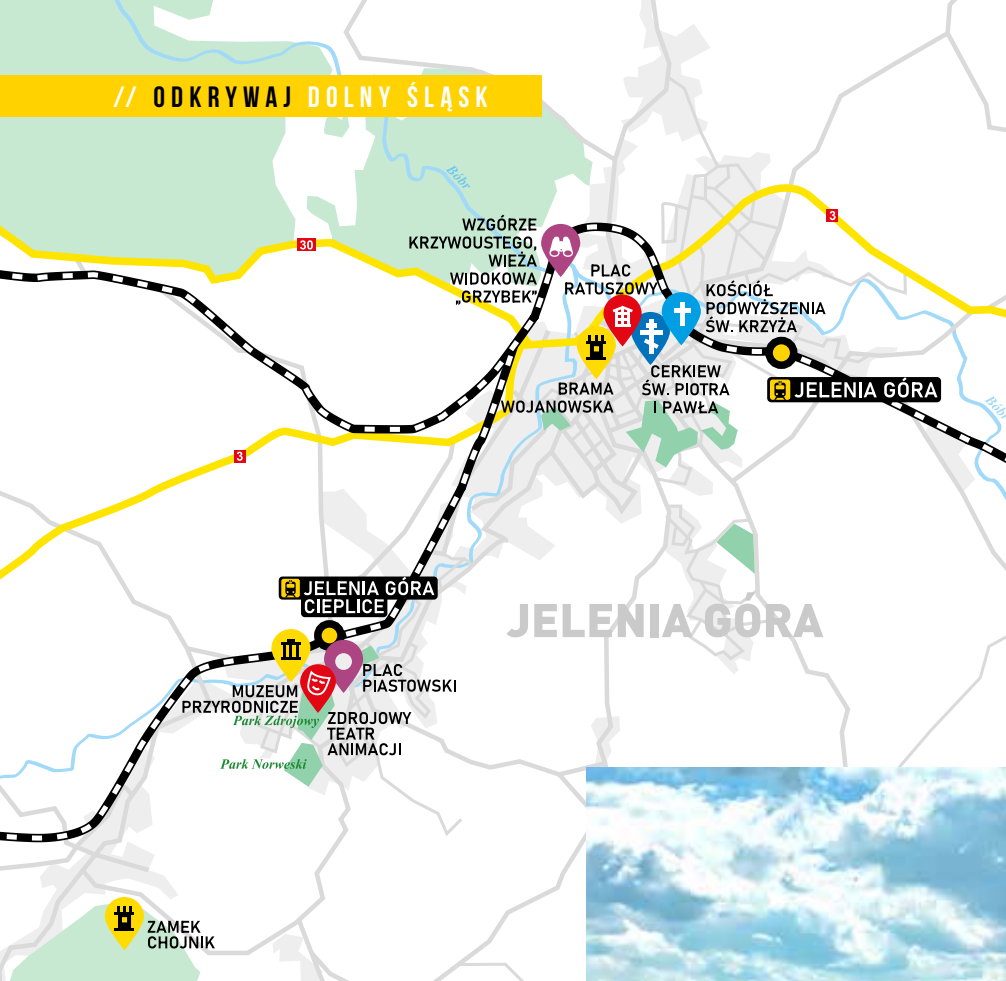 // ODKRYWAJ DOLNY ŚLĄSK
Bóbr
3
30
WZGÓRZE
KRZYWOUSTEGO,
WIEŻA
WIDOKOWA
„GRZYBEK”
PLAC
RATUSZOWY
KOŚCIÓŁ
PODWYŻSZENIA
ŚW. KRZYŻA
CERKIEW
ŚW. PIOTRA
I PAWŁA
BRAMA
WOJANOWSKA
JELENIA GÓRA
Bóbr
3
JELENIA GÓRA
CIEPLICE
JELENIA GÓRA
PLAC
PIASTOWSKI
MUZEUM
PRZYRODNICZE
Park Zdrojowy
ZDROJOWY
TEATR
ANIMACJI
Park Norweski
ZAMEK
CHOJNIK